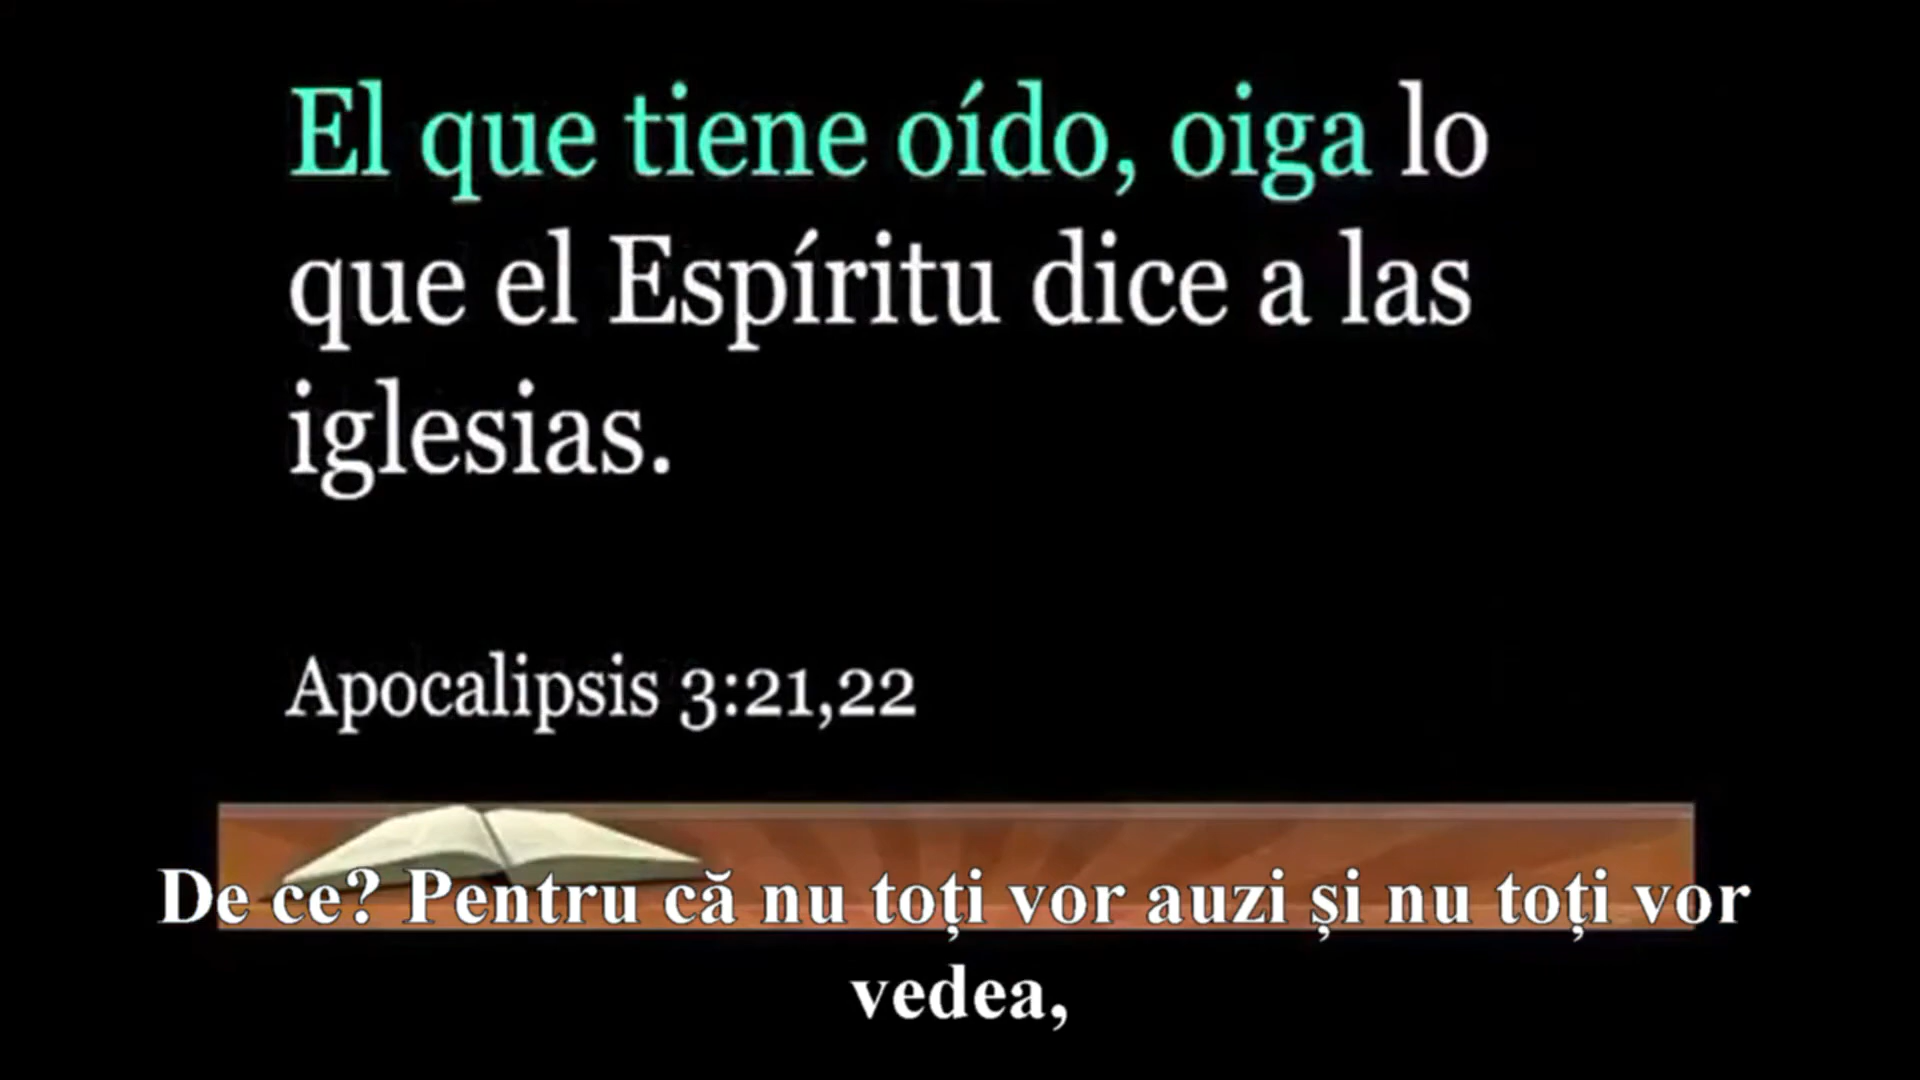 El que tiene oído, oiga lo
que el Espíritu dice a las
iglesias.
Apocalipsis 3:21,22
De ce? Pentru că nu toți vor auzi și nu toți vor
vedea,